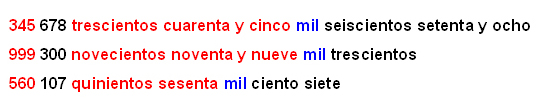 345 678 trescientos cuarenta y cinco mil seiscientos setenta y ocho
999 300 novecientos noventa y nueve mil trescientos
560 107 quinientos sesenta mil ciento siete